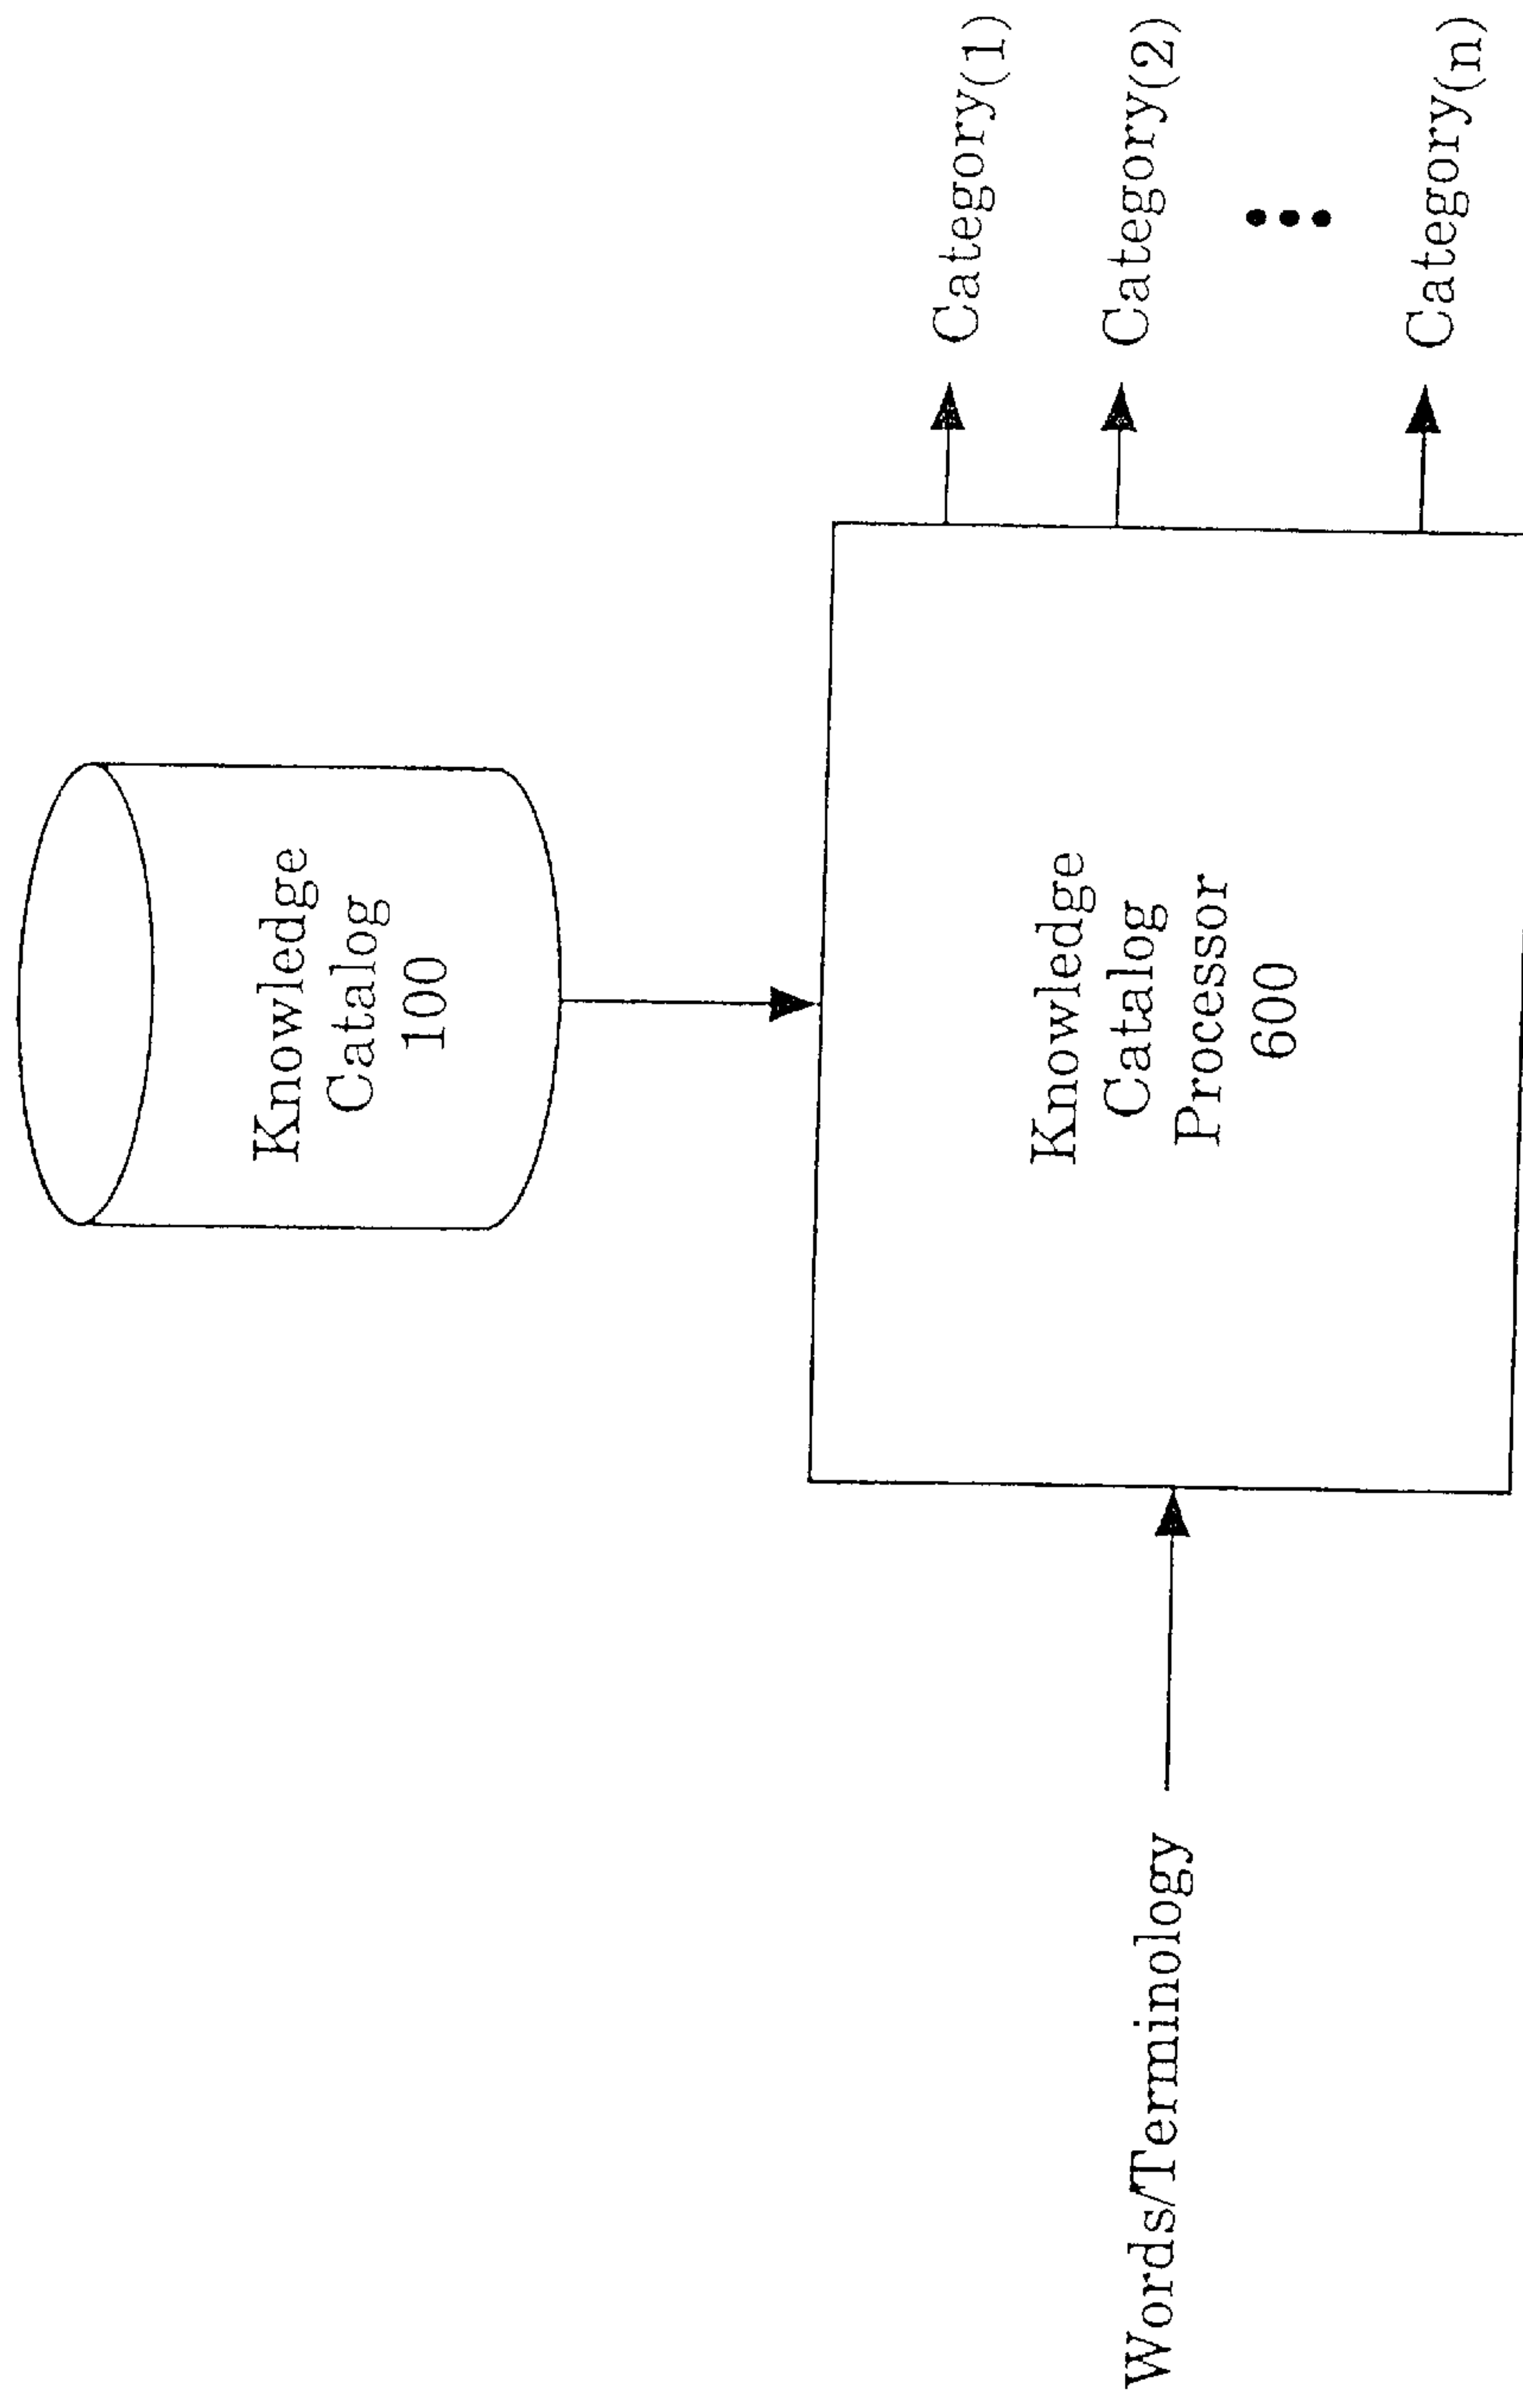 Knowledge
Catalog
100
Words/Terminology
Knowledge
Catalog
Processor
600
Category(1)
Category(2)
Category(n)